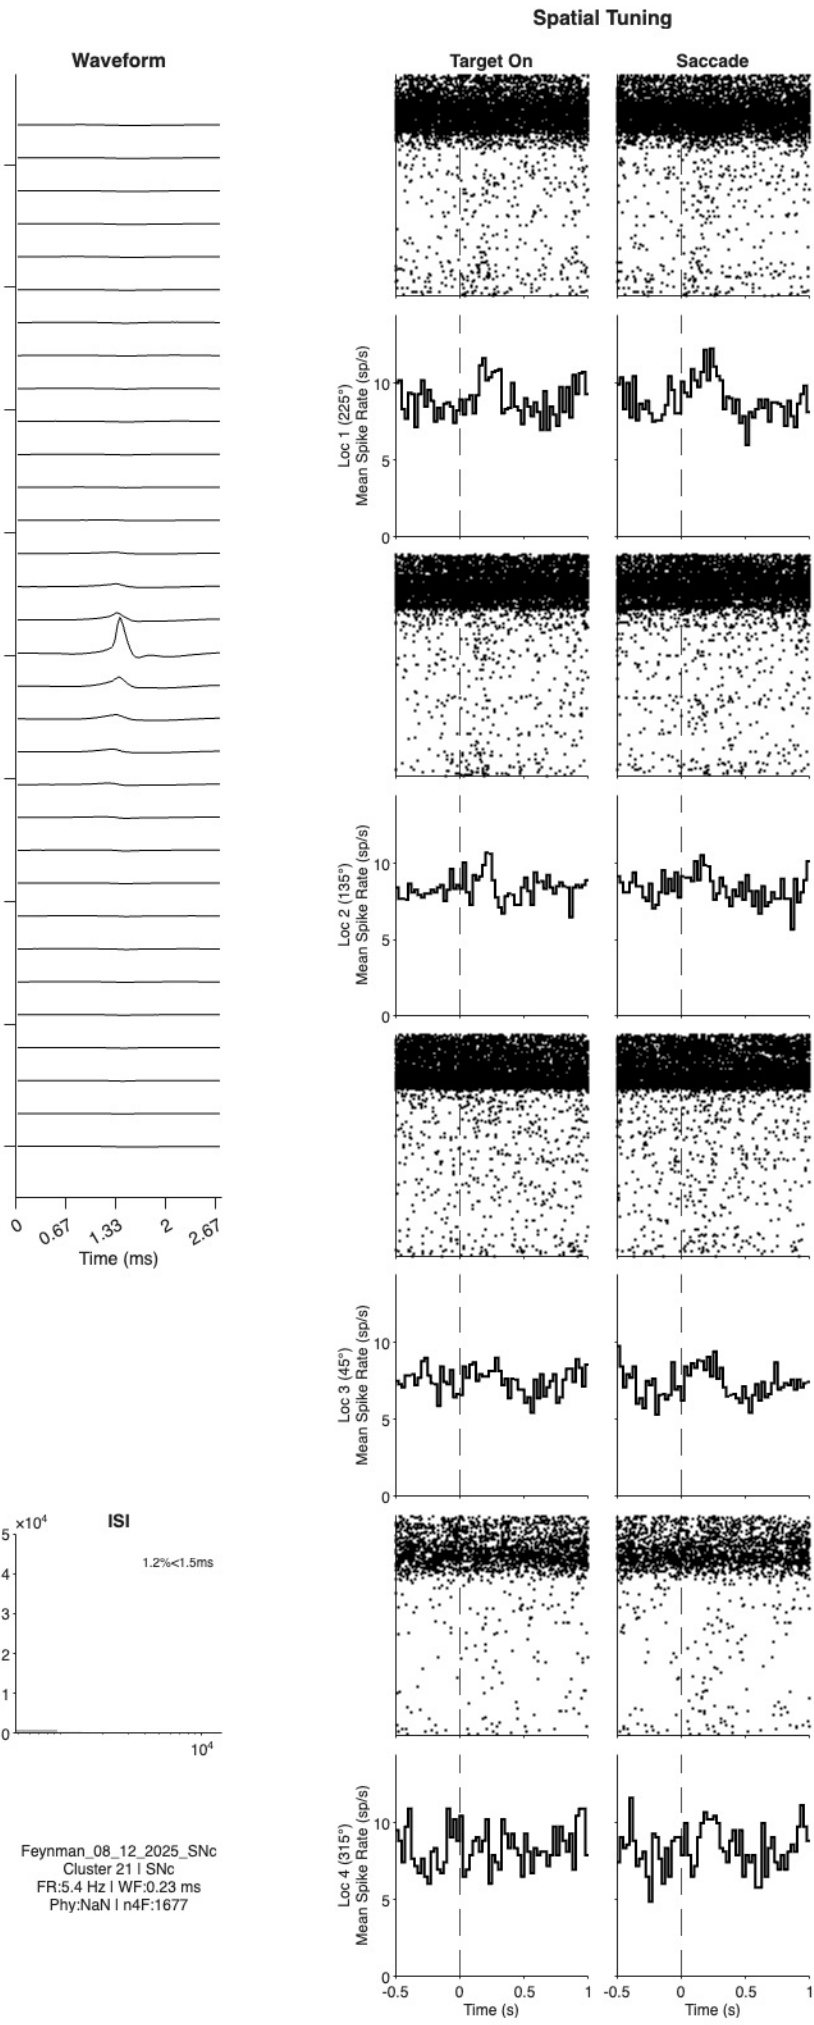 Spatial Tuning
Waveform
Target On
Saccade
10
5
0
Loc 1 (225°)
Mean Spike Rate (sp/s)
10
5
0
Loc 2 (135°)
Mean Spike Rate (sp/s)
0
0.67
1.33
2
2.67
Time (ms)
10
5
0
Loc 3 (45°)
Mean Spike Rate (sp/s)
×10⁴
ISI
1.2%<1.5ms
5
4
3
2
1
0
10⁴
Feynman_08_12_2025_SNc
Cluster 21 | SNc
FR:5.4 Hz | WF:0.23 ms
Phy:NaN | n4F:1677
10
5
0
Loc 4 (315°)
Mean Spike Rate (sp/s)
-0.5 0 0.5 1
Time (s)
-0.5 0 0.5 1
Time (s)